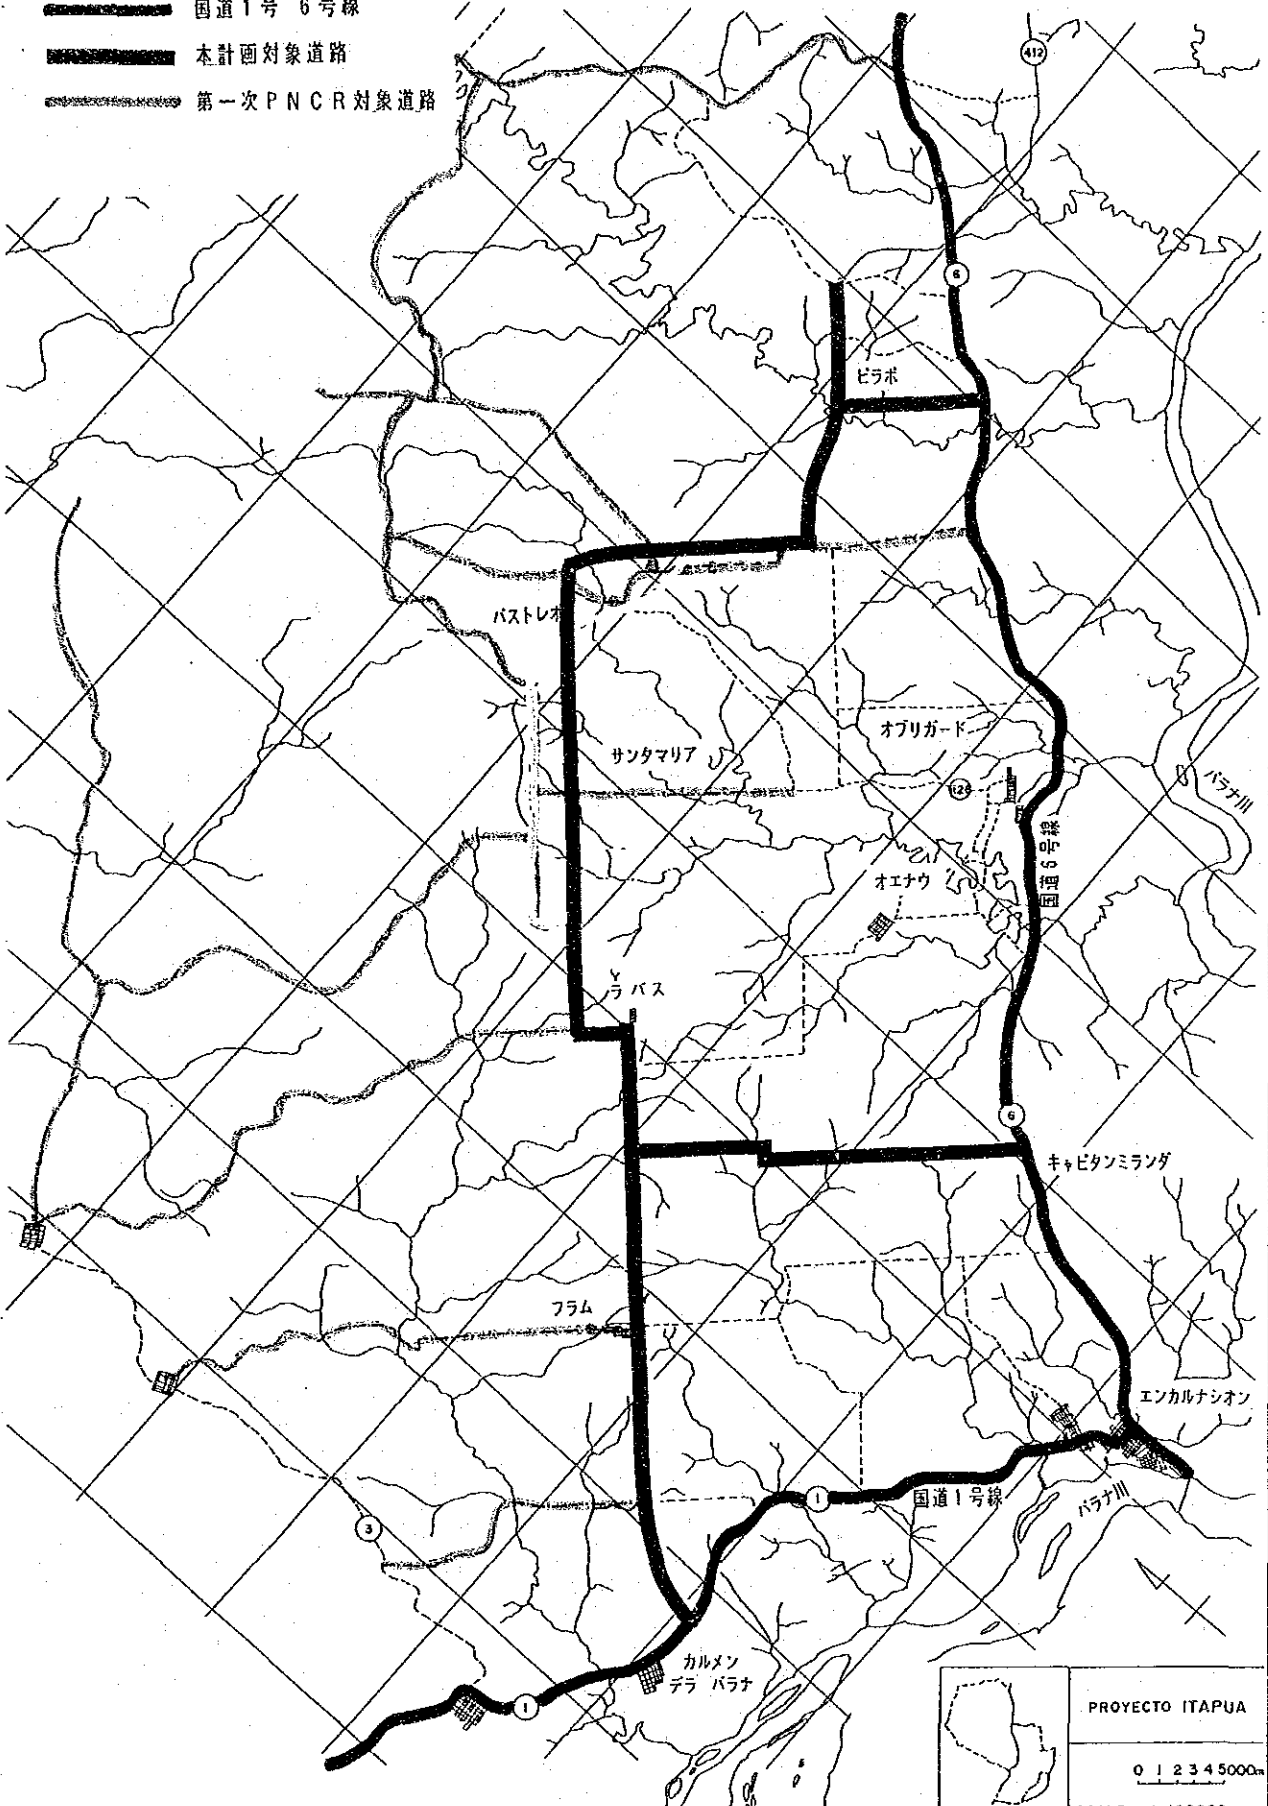 国道1号 6号線
本計画対象道路
第一次PNCR対象道路
412
6
ピラポ
パストレオ
オブリガード
サンタマリア
パラナ川
国道6号線
オエナウ
ラパス
6
キャピタンミランダ
フラム
エンカルナシオン
1
国道1号線
パラナ川
3
カルメン
デラ パラナ
1
PROYECTO ITAPUA
0 1 2 3 4 5000m